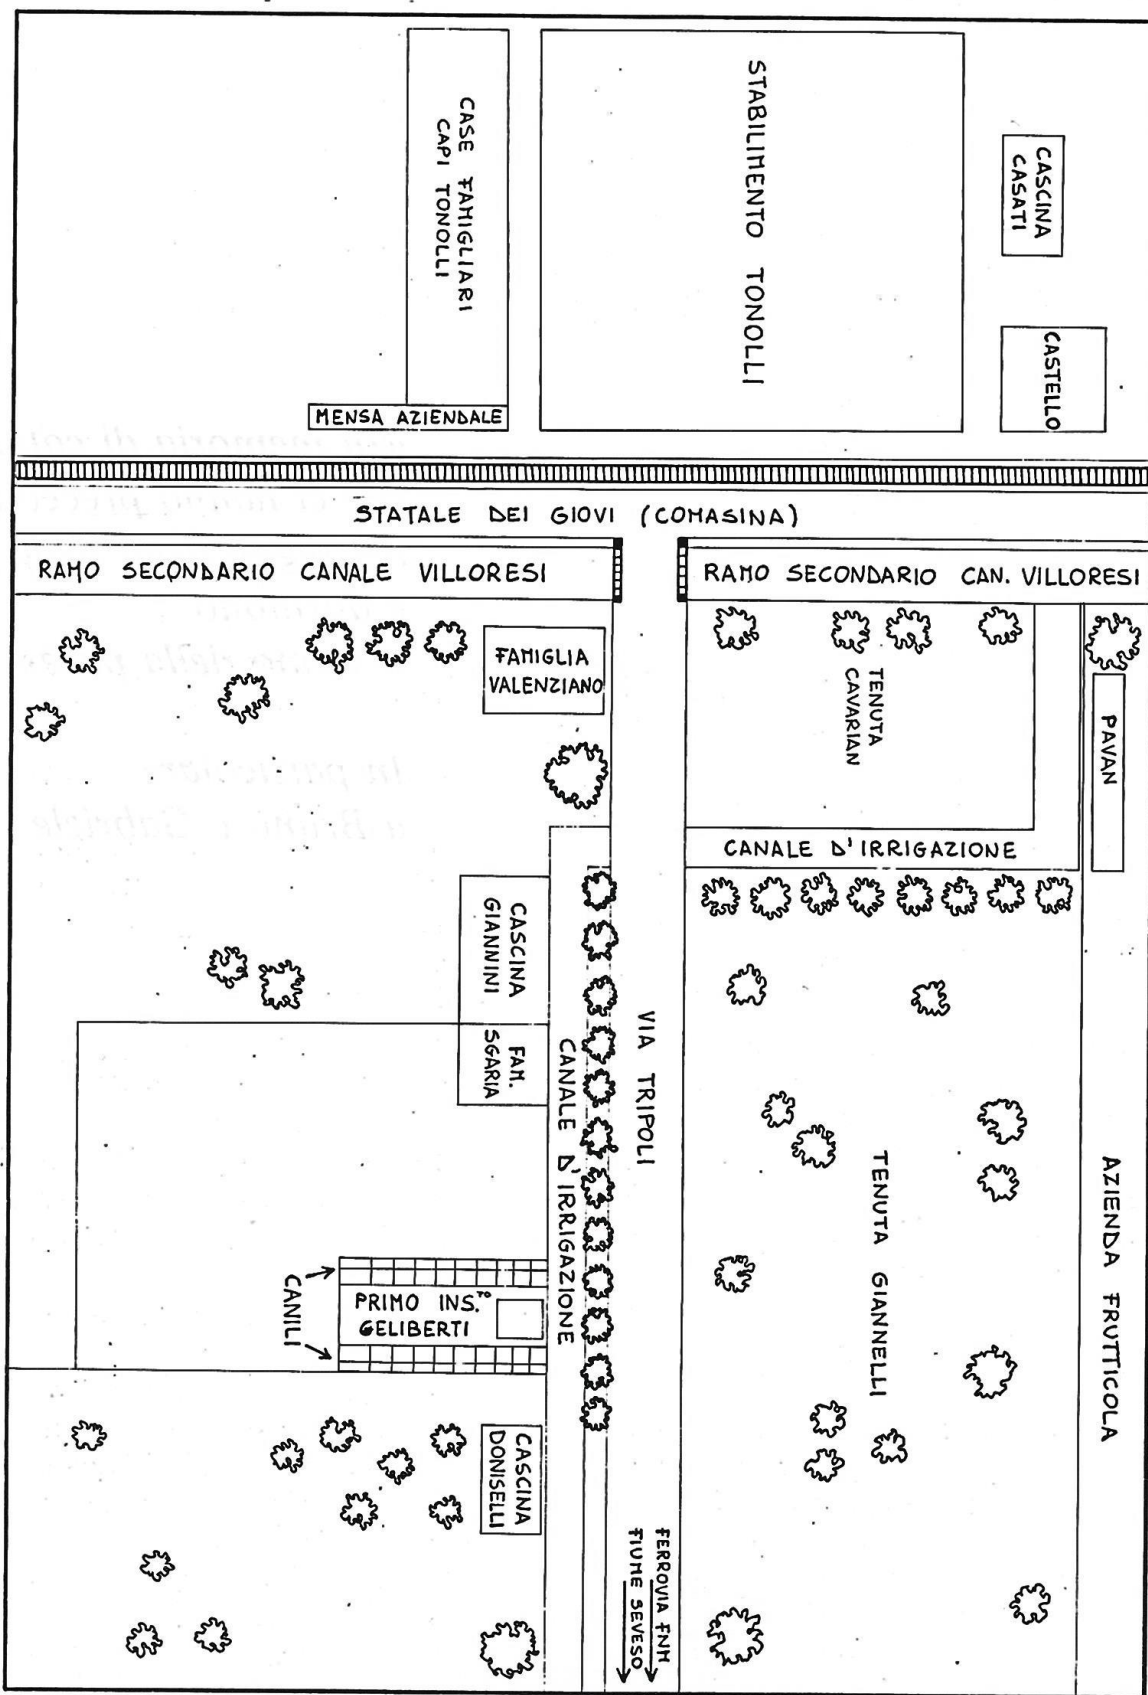 CASE FAMIGLIARI
CAPI TONOLLI
STABILIMENTO TONOLLI
CASCINA
CASATI
CASTELLO
MENSA AZIENDALE
STATALE DEI GIOVI (COMASINA)
RAMO SECONDARIO CANALE VILLORESI
RAMO SECONDARIO CAN. VILLORESI
FAMIGLIA
VALENZIANO
TENUTA
CAVARIAN
PAVAN
CANALE D'IRRIGAZIONE
CASCINA
GIANNINI
FAM.
SGARIA
CANALE D'IRRIGAZIONE
VIA TRIPOLI
TENUTA GIANNELLI
AZIENDA FRUTTICOLA
CANILI
PRIMO INS.TO
GELIBERTI
CASCINA
DONISELLI
FERROVIA FNM
FIUME SEVESO